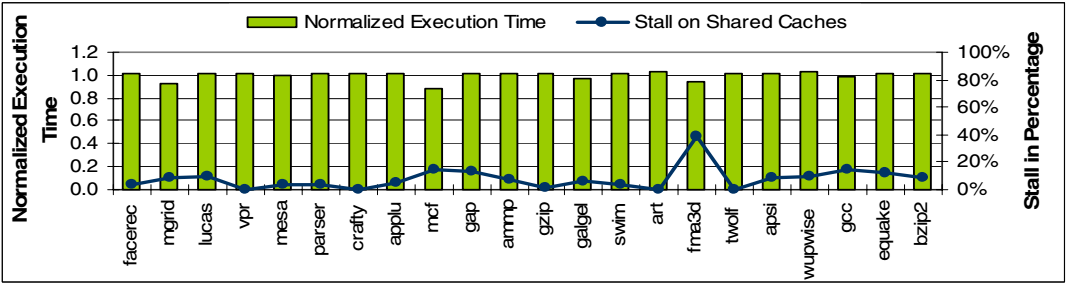 Normalized Execution Time Stall on Shared Caches
Normalized Execution
Time
1.2
1.0
0.8
0.6
0.4
0.2
0.0
100%
80%
60%
40%
20%
0%
Stall in Percentage
facerec
mgrid
lucas
vpr
mesa
parser
crafty
applu
mcf
gap
ammp
gzip
galgel
swim
art
fma3d
twolf
apsi
wupwise
gcc
equake
bzip2